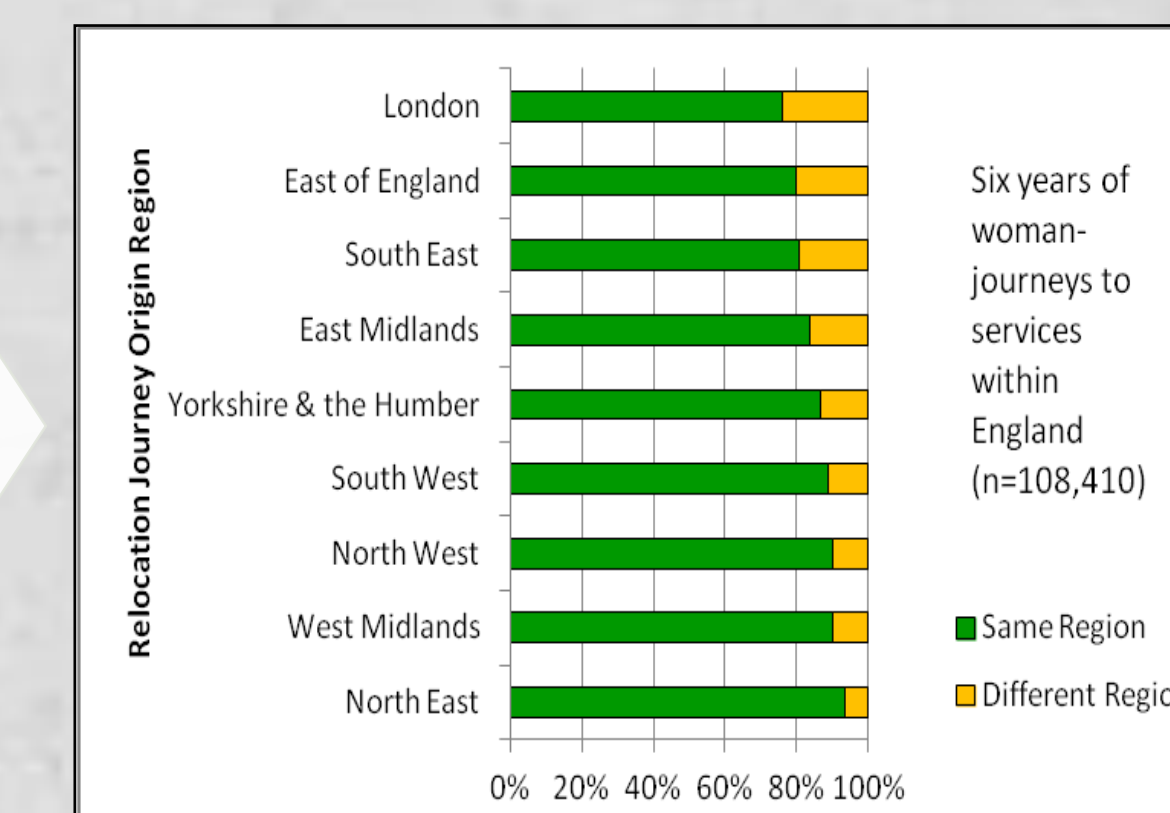 Relocation Journey Origin Region
London
East of England
South East
East Midlands
Yorkshire & the Humber
South West
North West
West Midlands
North East
0% 20% 40% 60% 80% 100%
Six years of
woman-
journeys to
services
within
England
(n=108,410)
Same Region
Different Regio